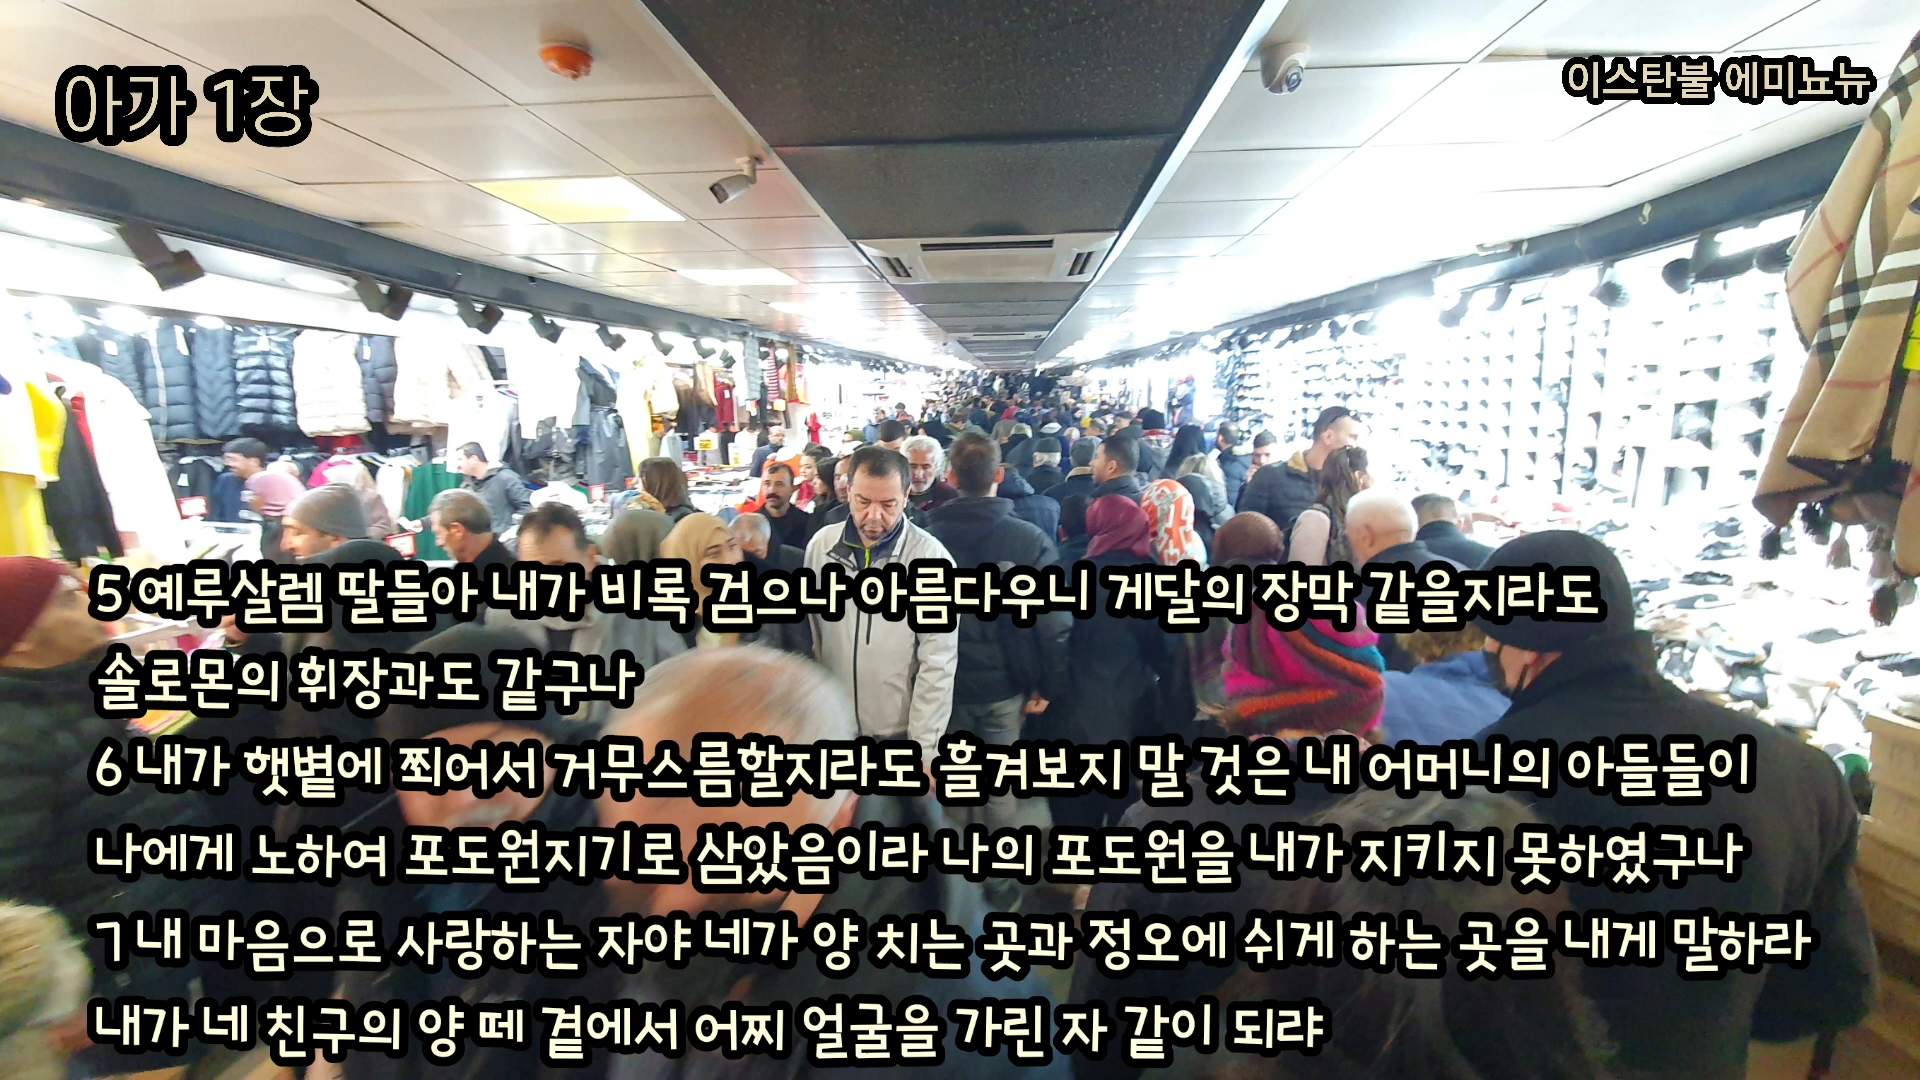 아가 1장
이스탄불 에미뇨뉴
5 예루살렘 딸들아 내가 비록 검으나 아름다우니 게달의 장막 같을지라도
솔로몬의 휘장과도 같구나
6 내가 햇볕에 쬐어서 거무스름할지라도 흘겨보지 말 것은 내 어머니의 아들들이
나에게 노하여 포도원지기로 삼았음이라 나의 포도원을 내가 지키지 못하였구나
7 내 마음으로 사랑하는 자야 네가 양 치는 곳과 정오에 쉬게 하는 곳을 내게 말하라
내가 네 친구의 양 떼 곁에서 어찌 얼굴을 가린 자 같이 되랴